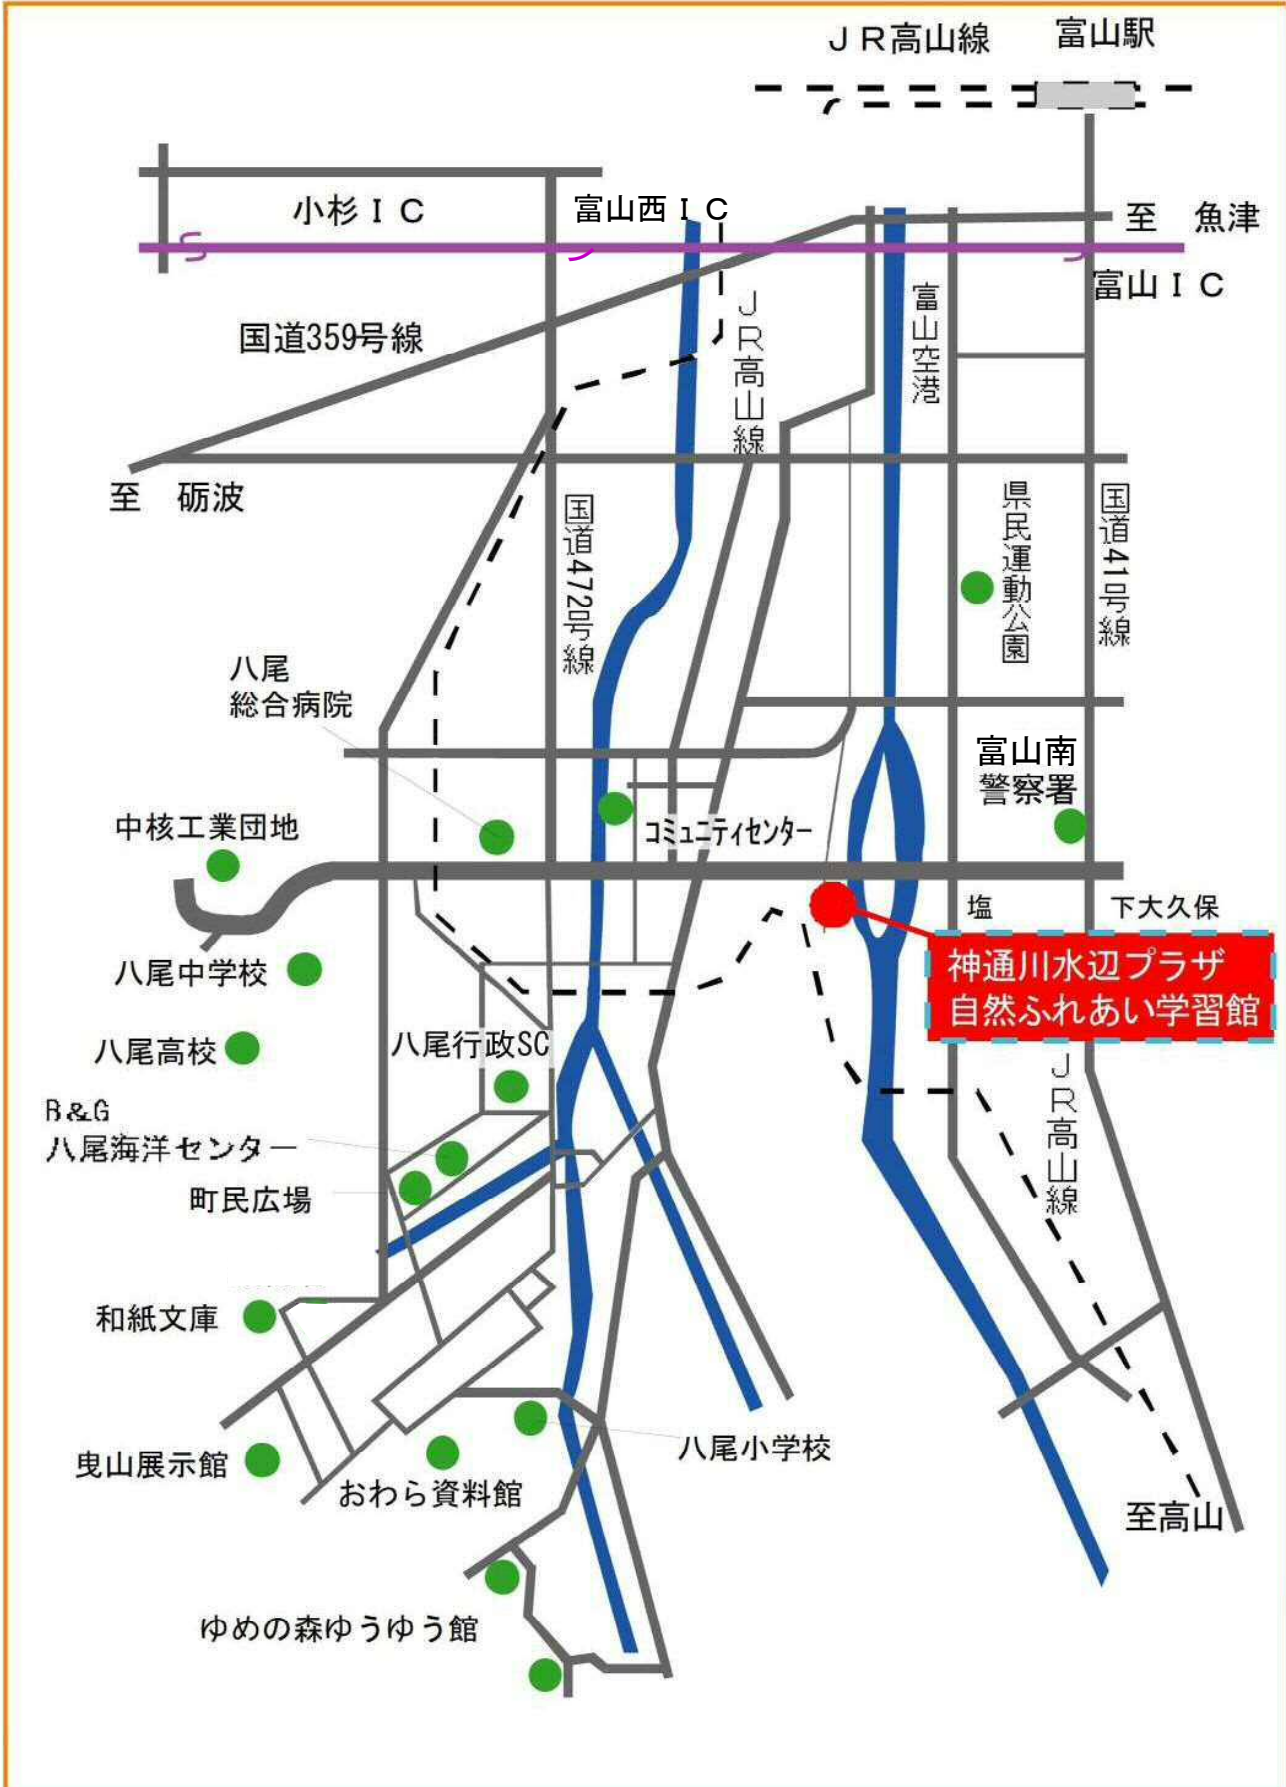 ＪＲ高山線
富山駅
小杉ＩＣ
富山西ＩＣ
至　魚津
富山ＩＣ
国道359号線
ＪＲ高山線
富山空港
至　砺波
国道472号線
県民運動公園
国道41号線
八尾
総合病院
富山南
警察署
中核工業団地
コミュニティセンター
塩
下大久保
神通川水辺プラザ
自然ふれあい学習館
八尾中学校
八尾高校
八尾行政SC
ＪＲ高山線
B&G
八尾海洋センター
町民広場
和紙文庫
八尾小学校
曳山展示館
おわら資料館
至高山
ゆめの森ゆうゆう館